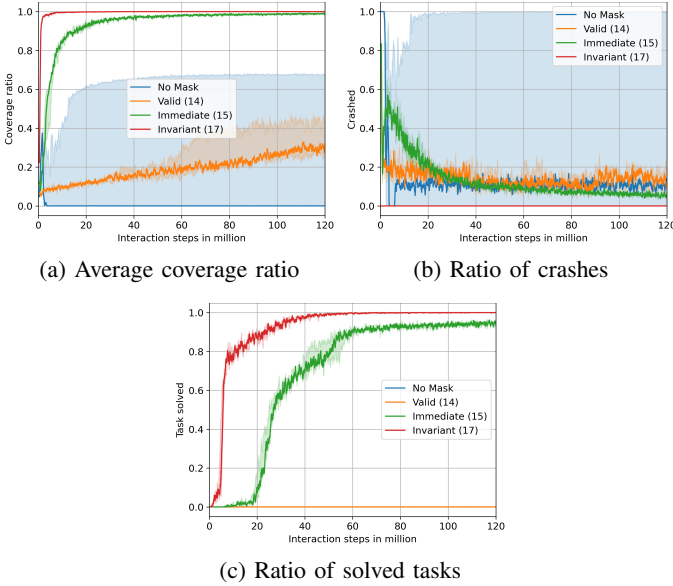 1.0
0.8
0.6
0.4
0.2
0.0
Coverage ratio
No Mask
Valid (14)
Immediate (15)
Invariant (17)
0 20 40 60 80 100 120
Interaction steps in million
(a) Average coverage ratio
1.0
0.8
0.6
0.4
0.2
0.0
Crashed
No Mask
Valid (14)
Immediate (15)
Invariant (17)
0 20 40 60 80 100 120
Interaction steps in million
(b) Ratio of crashes
1.0
0.8
0.6
0.4
0.2
0.0
Task solved
No Mask
Valid (14)
Immediate (15)
Invariant (17)
0 20 40 60 80 100 120
Interaction steps in million
(c) Ratio of solved tasks